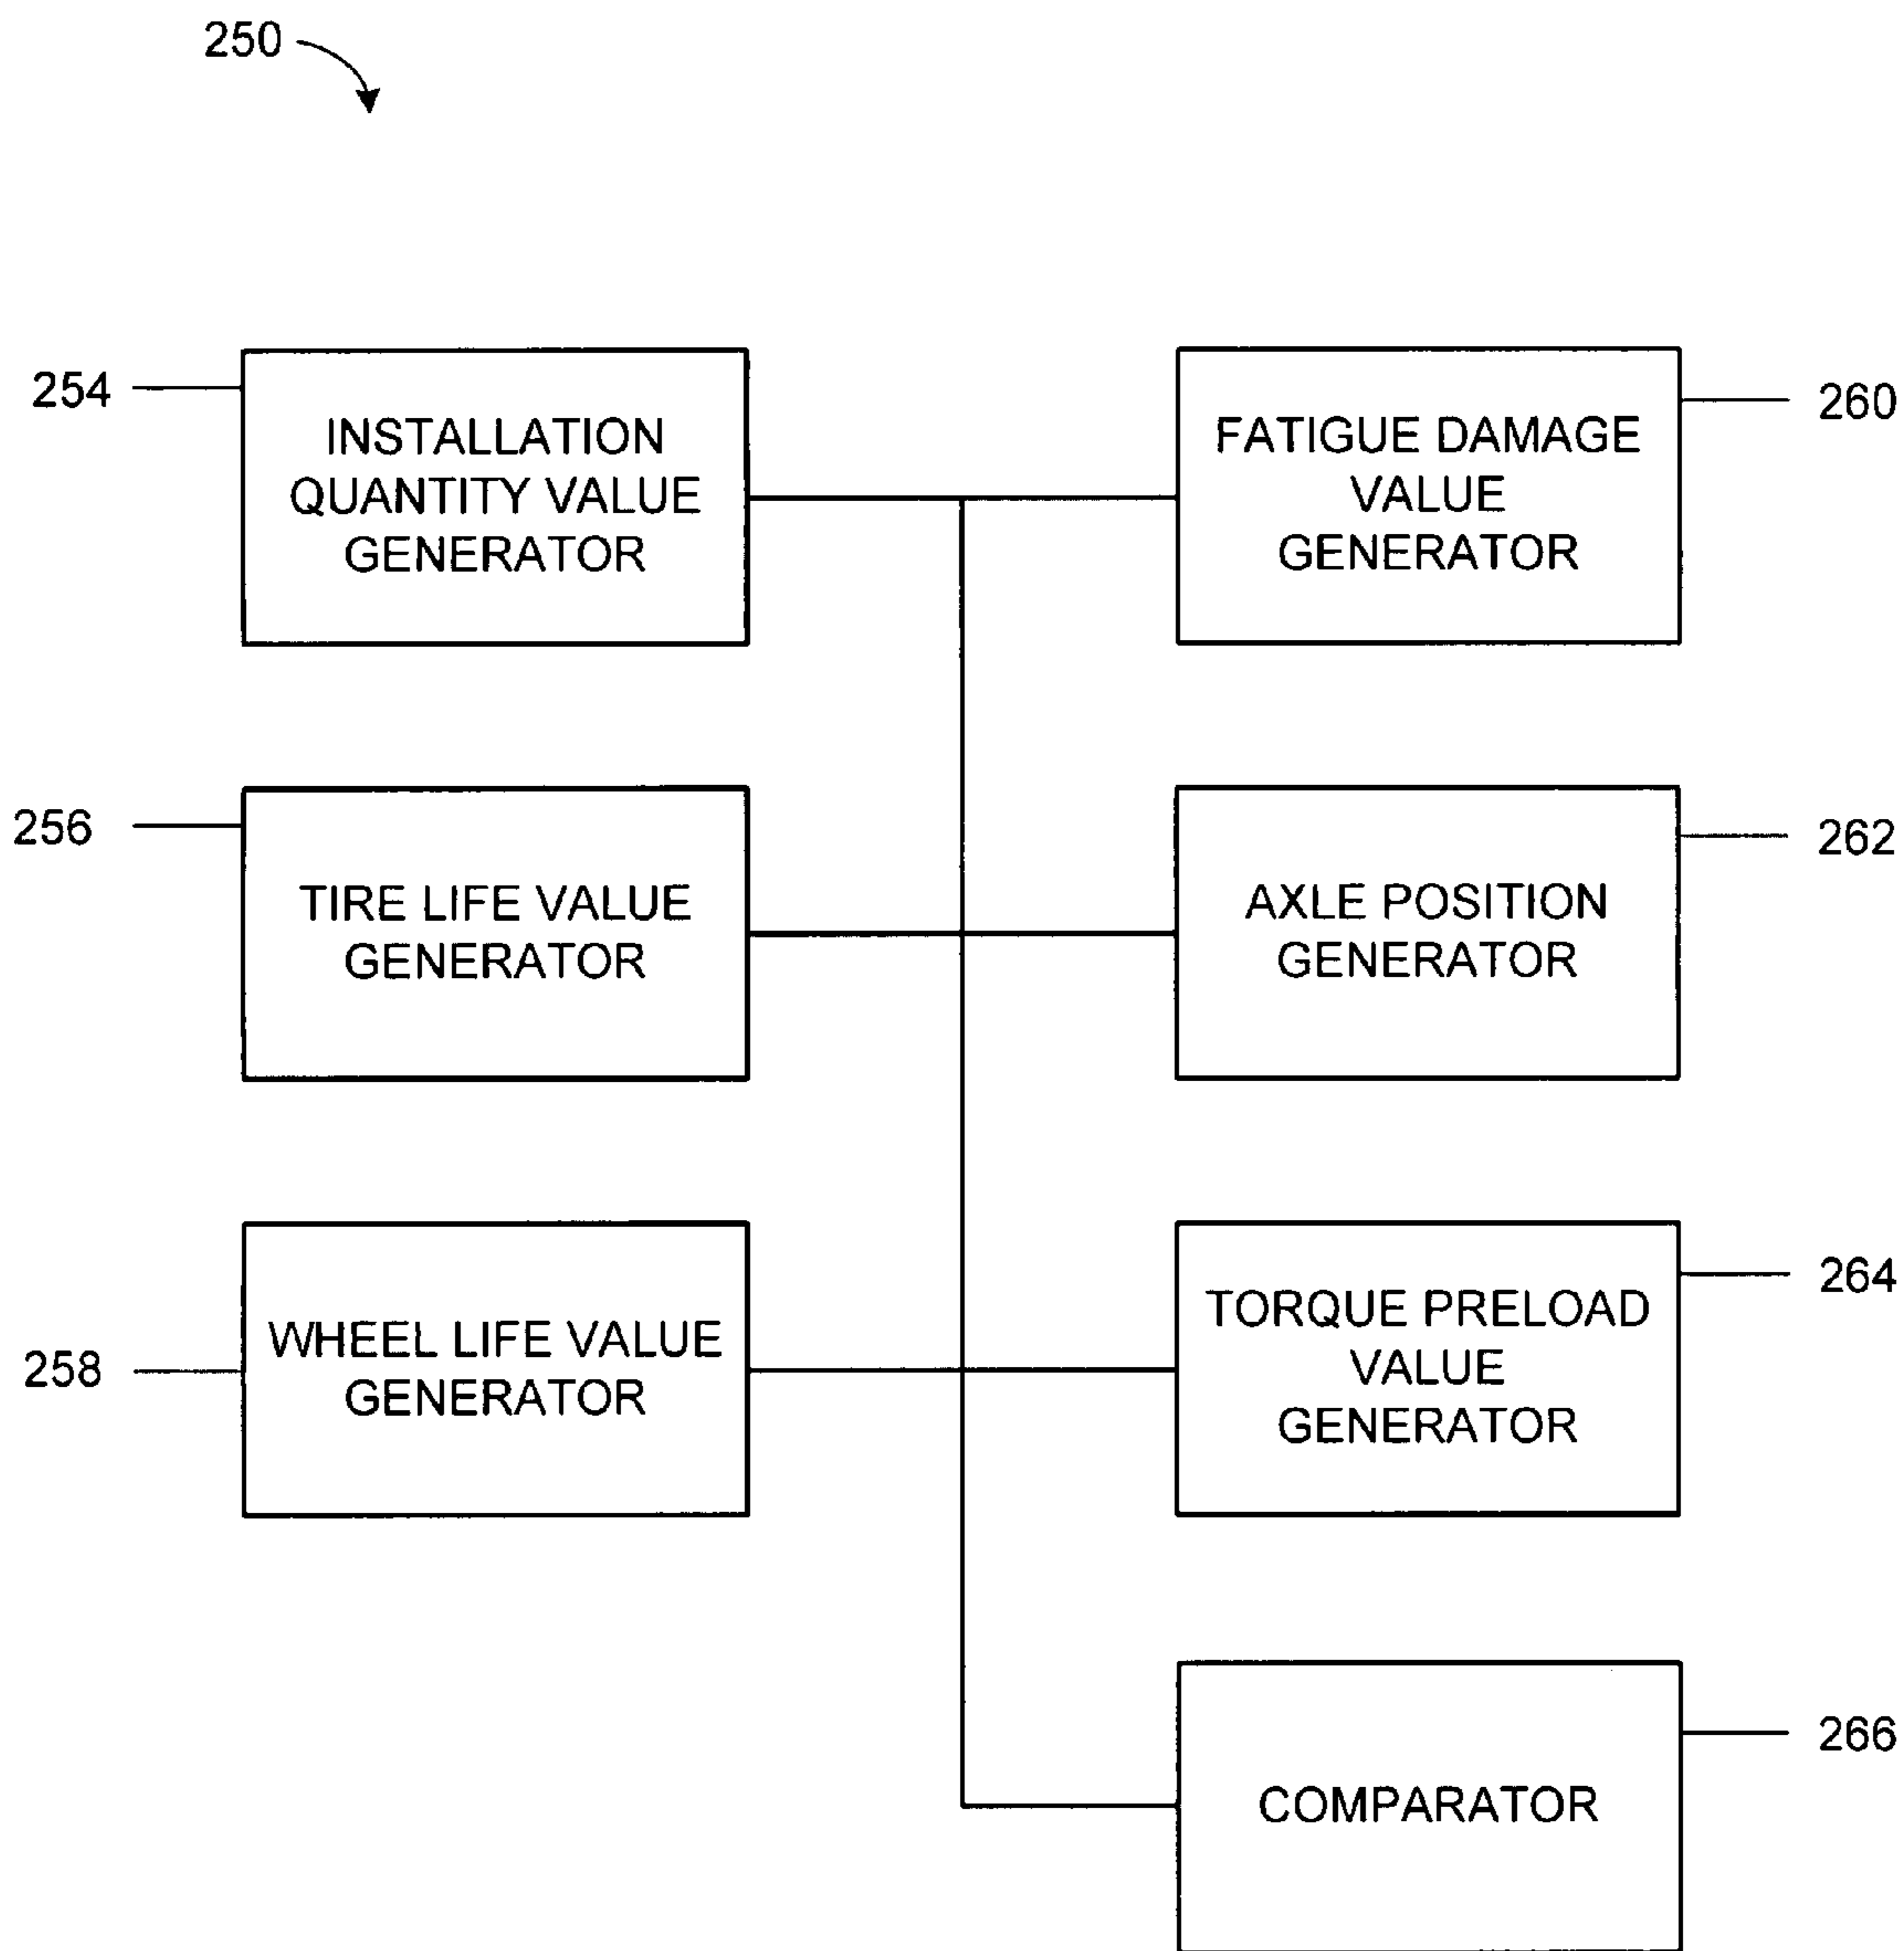 250
254
INSTALLATION
QUANTITY VALUE
GENERATOR
FATIGUE DAMAGE
VALUE
GENERATOR
260
256
TIRE LIFE VALUE
GENERATOR
AXLE POSITION
GENERATOR
262
258
WHEEL LIFE VALUE
GENERATOR
TORQUE PRELOAD
VALUE
GENERATOR
264
COMPARATOR
266